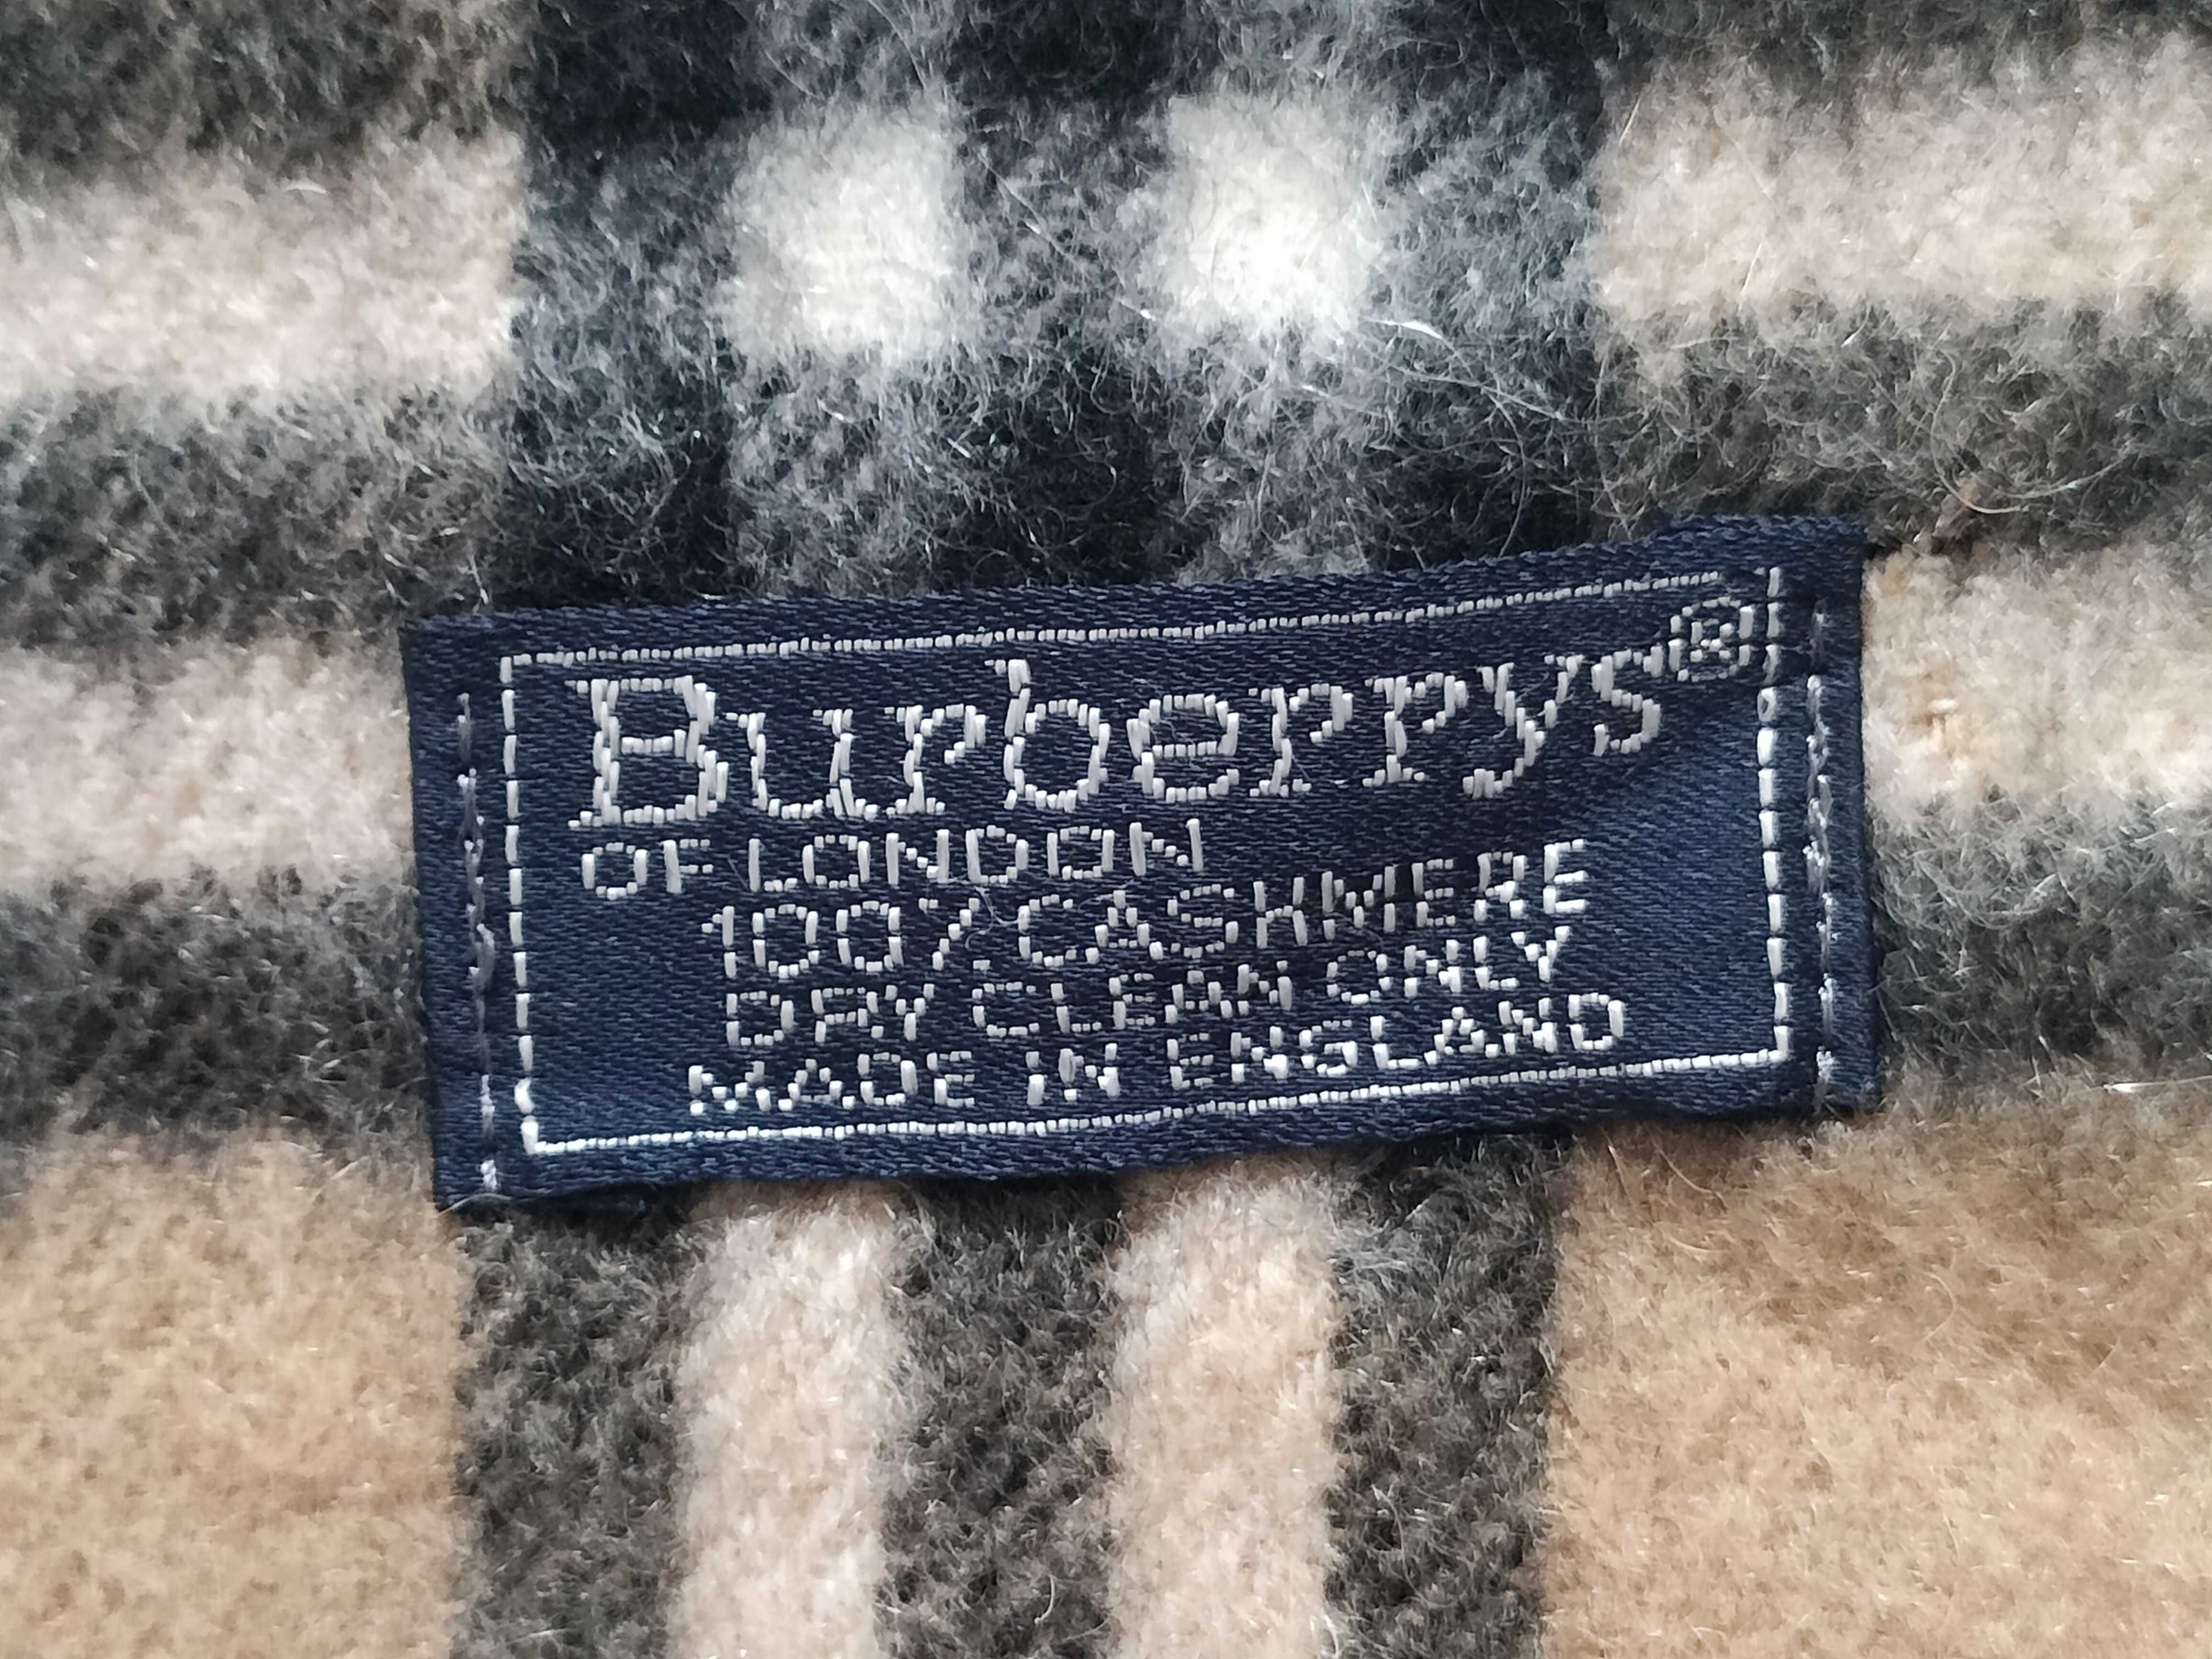 Burberrys®
OF LONDON
100% CASHMERE
DRY CLEAN ONLY
MADE IN ENGLAND